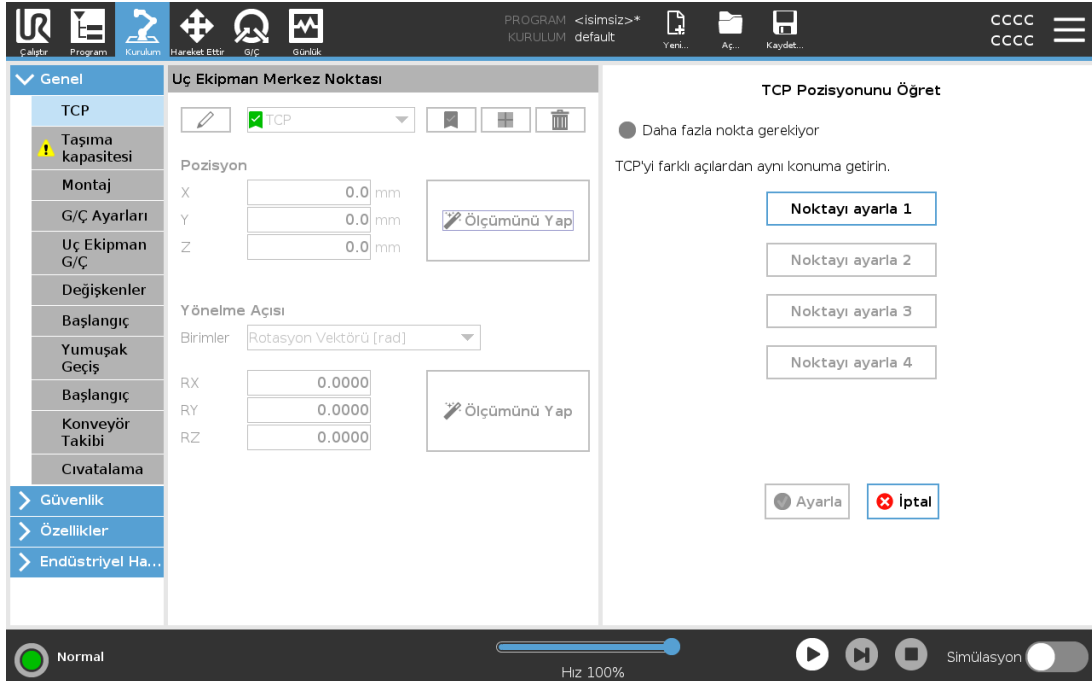 UR
Çalıştır
Program
Kurulum
Hareket Ettir
G/Ç
Günlük
PROGRAM <isimsiz>*
KURULUM default
Yeni...
Aç...
Kaydet...
CCCC
CCCC
Genel
TCP
Taşıma
kapasitesi
Montaj
G/Ç Ayarları
Uç Ekipman
G/Ç
Değişkenler
Başlangıç
Yumuşak
Geçiş
Başlangıç
Konveyör
Takibi
Cıvatalama
Güvenlik
Özellikler
Endüstriyel Ha...
Uç Ekipman Merkez Noktası
TCP
Pozisyon
X 0.0 mm
Y 0.0 mm
Z 0.0 mm
Ölçümünü Yap
Yönelme Açısı
Birimler Rotasyon Vektörü [rad]
RX 0.0000
RY 0.0000
RZ 0.0000
Ölçümünü Yap
TCP Pozisyonunu Öğret
Daha fazla nokta gerekiyor
TCP'yi farklı açılardan aynı konuma getirin.
Noktayı ayarla 1
Noktayı ayarla 2
Noktayı ayarla 3
Noktayı ayarla 4
Ayarla
İptal
Normal
Hız 100%
Simülasyon